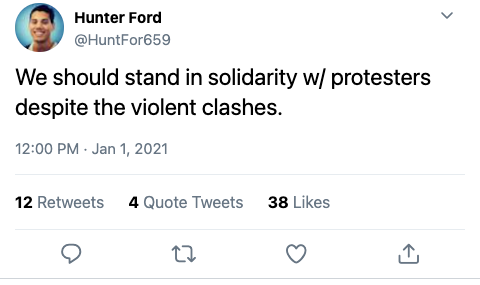 Hunter Ford
@HuntFor659
We should stand in solidarity w/ protesters
despite the violent clashes.
12:00 PM · Jan 1, 2021
12 Retweets 4 Quote Tweets 38 Likes